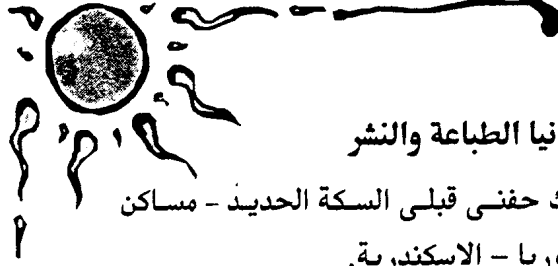 نيا الطباعة والنشر
حفنى قبلى السكة الحديد – مساكن
– الاسكندرية.